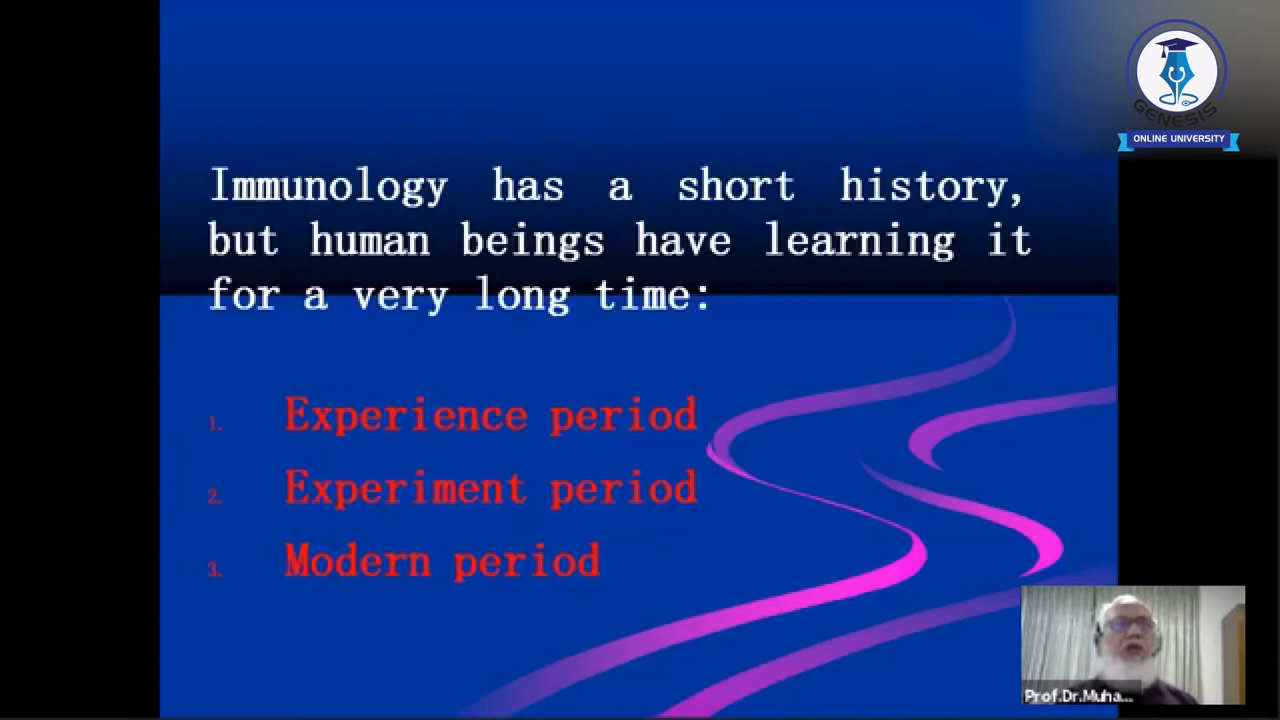 GENESIS
ONLINE UNIVERSITY
Immunology has a short history,
but human beings have learning it
for a very long time:
1. Experience period
2. Experiment period
3. Modern period
Prof.Dr.Muha...